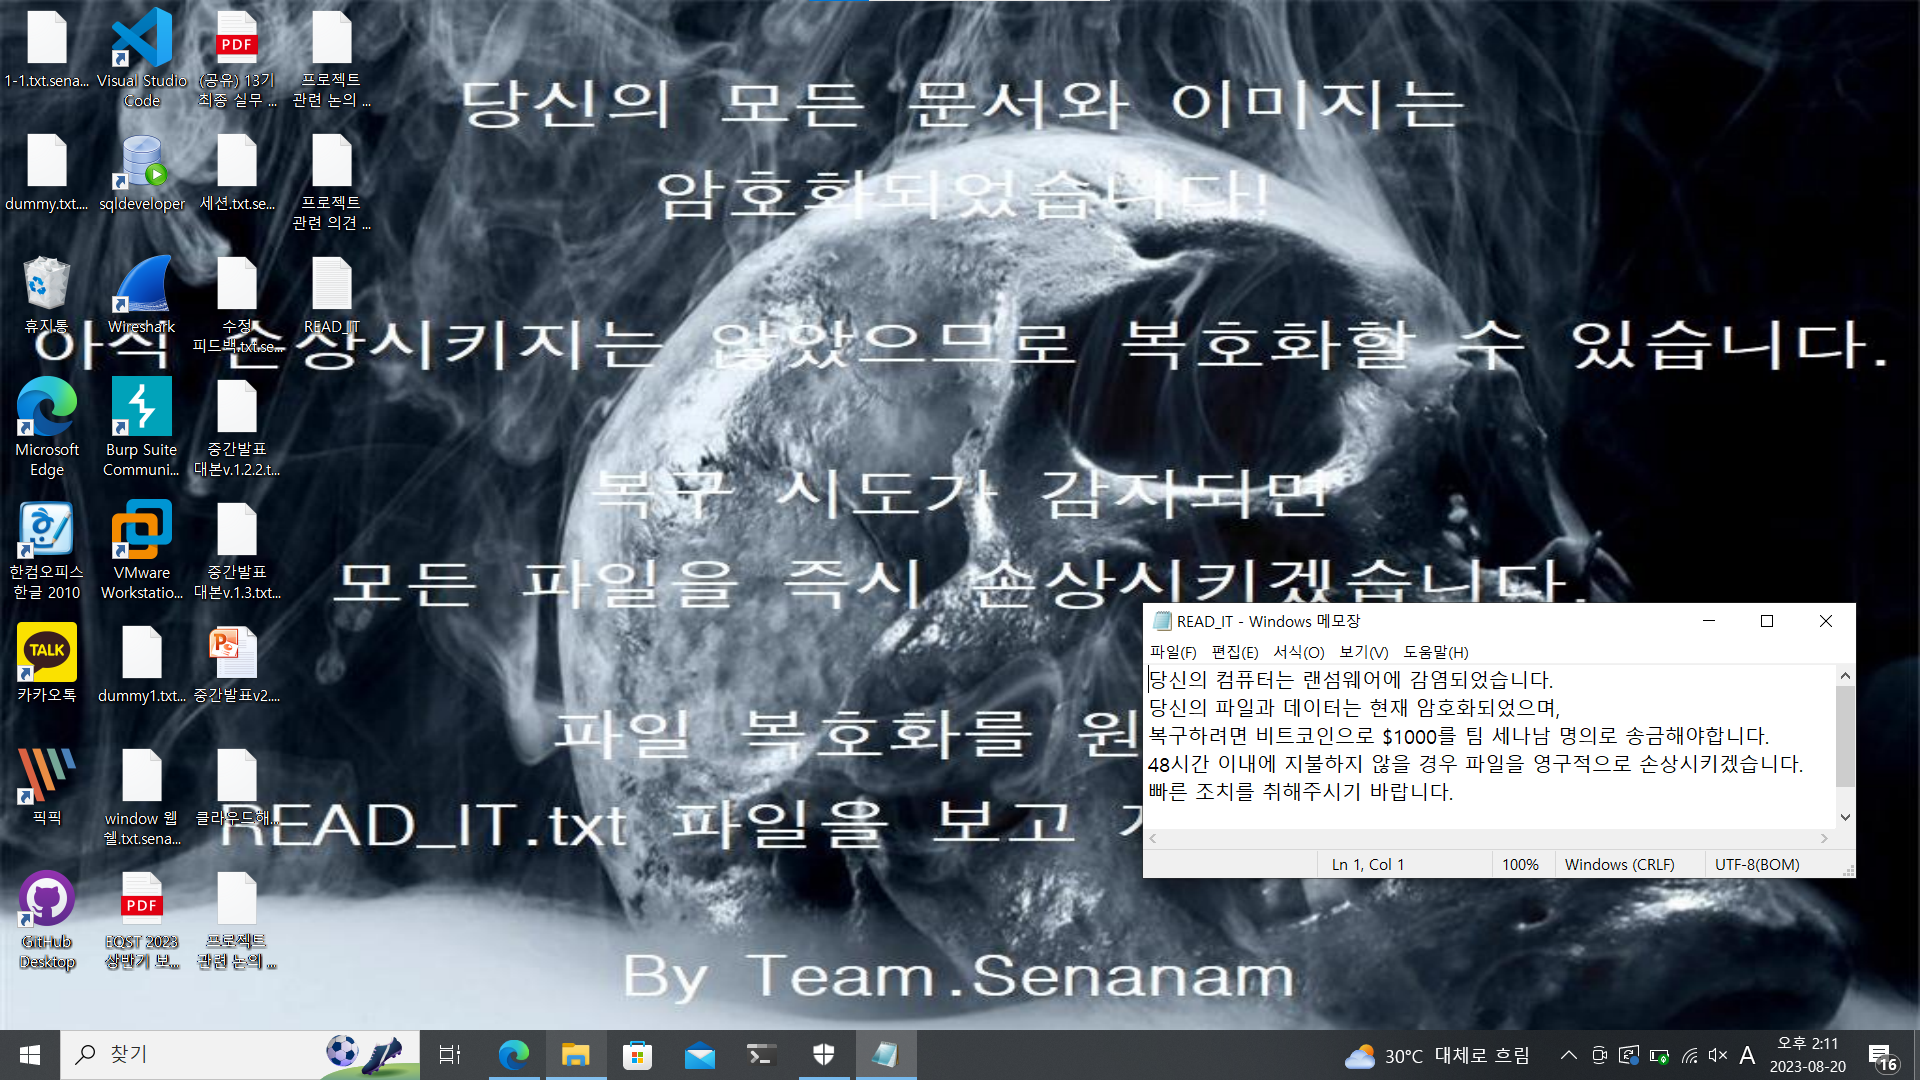 당신의 모든 문서와 이미지는
암호화되었습니다!
아직 손상시키지는 않았으므로 복호화할 수 있습니다.
복구 시도가 감지되면
모든 파일을 즉시 손상시키겠습니다.
파일 복호화를 원
READ_IT.txt 파일을 보고
By Team.Senanam
1-1.txt.sena...
Visual Studio
Code
(공유) 13기
최종 실무 ...
프로젝트
관련 논의 ...
dummy.txt....
sqldeveloper
세션.txt.se...
프로젝트
관련 의견 ...
휴지통
Wireshark
수정
피드백.txt.se...
READ_IT
Microsoft
Edge
Burp Suite
Communi...
중간발표
대본v.1.2.2.t...
한컴오피스
한글 2010
VMware
Workstatio...
중간발표
대본v.1.3.txt...
TALK
카카오톡
dummy1.txt...
중간발표v2....
픽픽
window 웹
쉘.txt.sena...
클라우드해...
GitHub
Desktop
PDF
EQST 2023
상반기 보...
프로젝트
관련 논의 ...
READ_IT - Windows 메모장
파일(F) 편집(E) 서식(O) 보기(V) 도움말(H)
당신의 컴퓨터는 랜섬웨어에 감염되었습니다.
당신의 파일과 데이터는 현재 암호화되었으며,
복구하려면 비트코인으로 $1000를 팀 세나남 명의로 송금해야합니다.
48시간 이내에 지불하지 않을 경우 파일을 영구적으로 손상시키겠습니다.
빠른 조치를 취해주시기 바랍니다.
Ln 1, Col 1 100% Windows (CRLF) UTF-8(BOM)
찾기
30°C 대체로 흐림
A
오후 2:11
2023-08-20
16